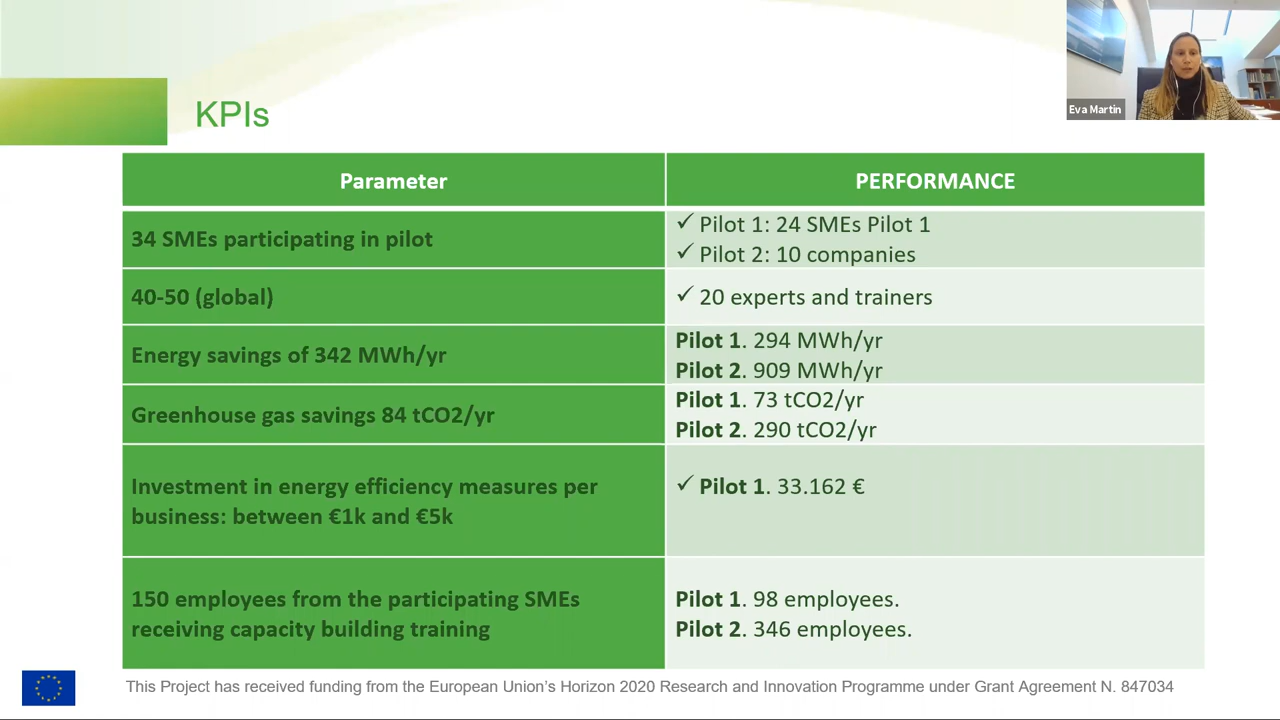 Eva Martin
KPIs
Parameter
PERFORMANCE
34 SMEs participating in pilot
✓ Pilot 1: 24 SMEs Pilot 1
✓ Pilot 2: 10 companies
40-50 (global)
✓ 20 experts and trainers
Energy savings of 342 MWh/yr
Pilot 1. 294 MWh/yr
Pilot 2. 909 MWh/yr
Greenhouse gas savings 84 tCO2/yr
Pilot 1. 73 tCO2/yr
Pilot 2. 290 tCO2/yr
Investment in energy efficiency measures per
business: between €1k and €5k
✓ Pilot 1. 33.162 €
150 employees from the participating SMEs
receiving capacity building training
Pilot 1. 98 employees.
Pilot 2. 346 employees.
This Project has received funding from the European Union’s Horizon 2020 Research and Innovation Programme under Grant Agreement N. 847034